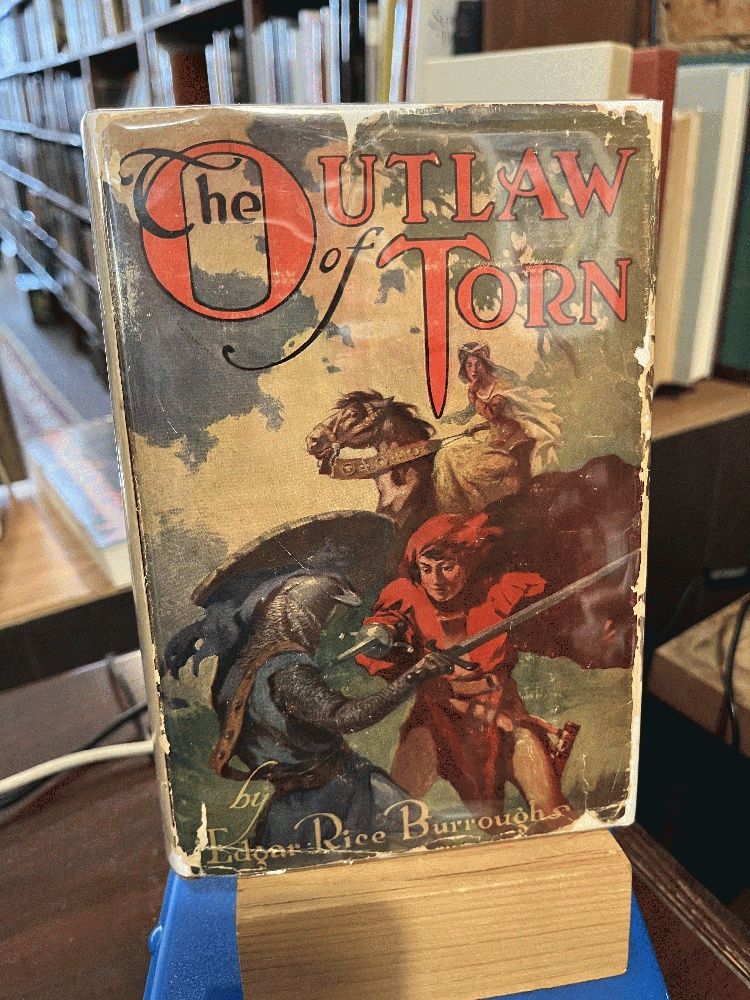 The OUTLAW
of TORN
by
Edgar Rice Burroughs